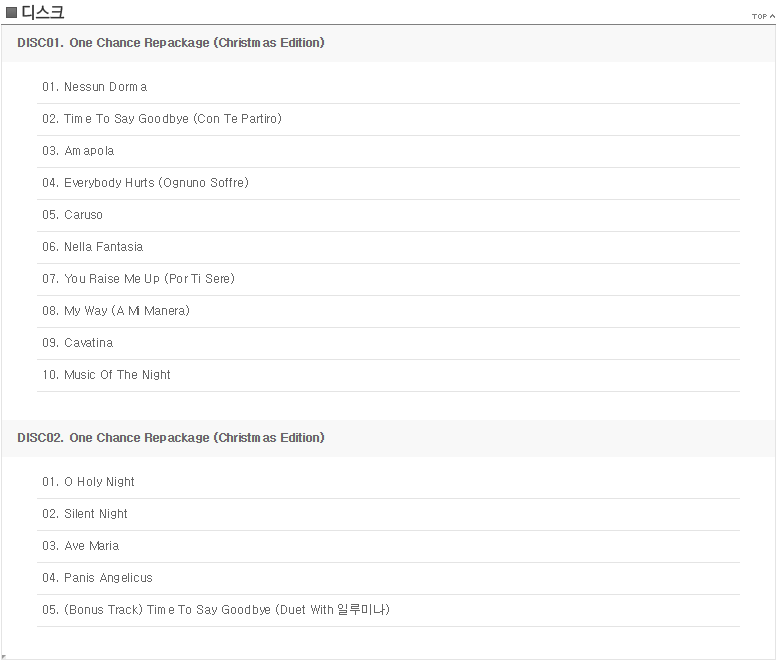 디스크
TOP
DISC01. One Chance Repackage (Christmas Edition)
01. Nessun Dorma
02. Time To Say Goodbye (Con Te Partiro)
03. Amapola
04. Everybody Hurts (Ognuno Soffre)
05. Caruso
06. Nella Fantasia
07. You Raise Me Up (Por Ti Sere)
08. My Way (A Mi Manera)
09. Cavatina
10. Music Of The Night
DISC02. One Chance Repackage (Christmas Edition)
01. O Holy Night
02. Silent Night
03. Ave Maria
04. Panis Angelicus
05. (Bonus Track) Time To Say Goodbye (Duet With 일루미나)